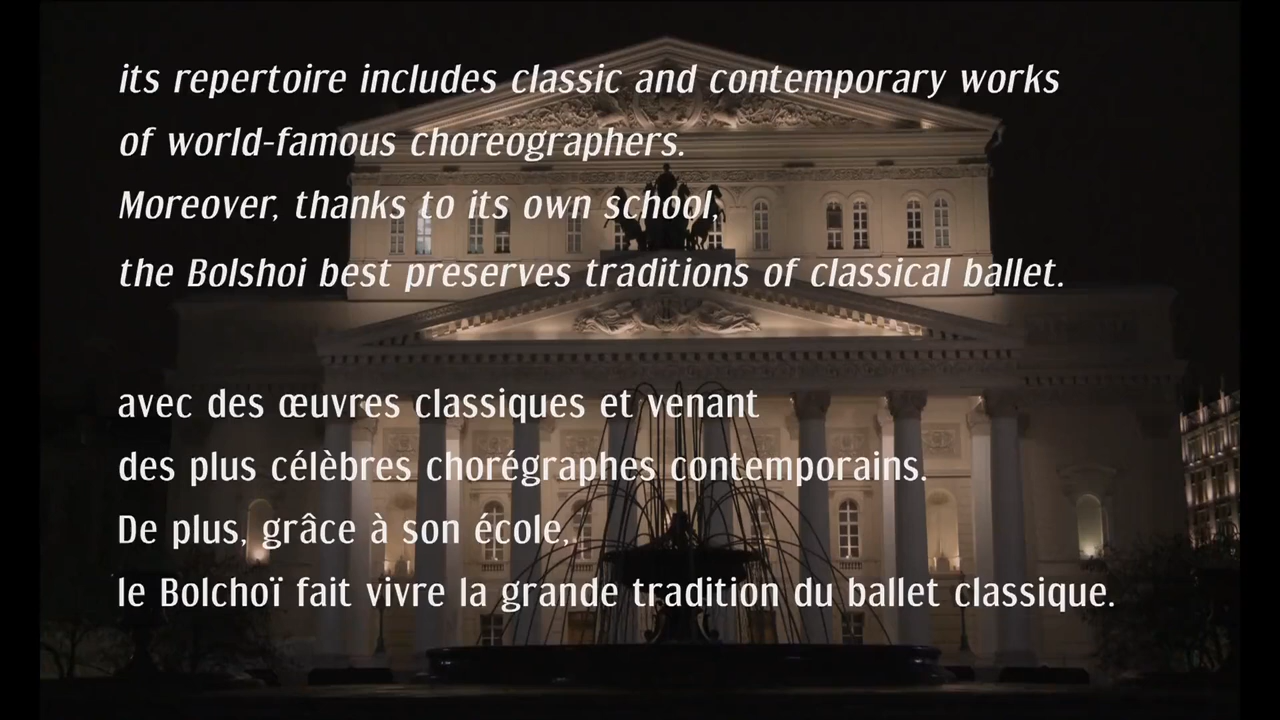 its repertoire includes classic and contemporary works
of world-famous choreographers.
Moreover, thanks to its own school,
the Bolshoi best preserves traditions of classical ballet.
avec des œuvres classiques et venant
des plus célèbres chorégraphes contemporains.
De plus, grâce à son école,
le Bolchoï fait vivre la grande tradition du ballet classique.